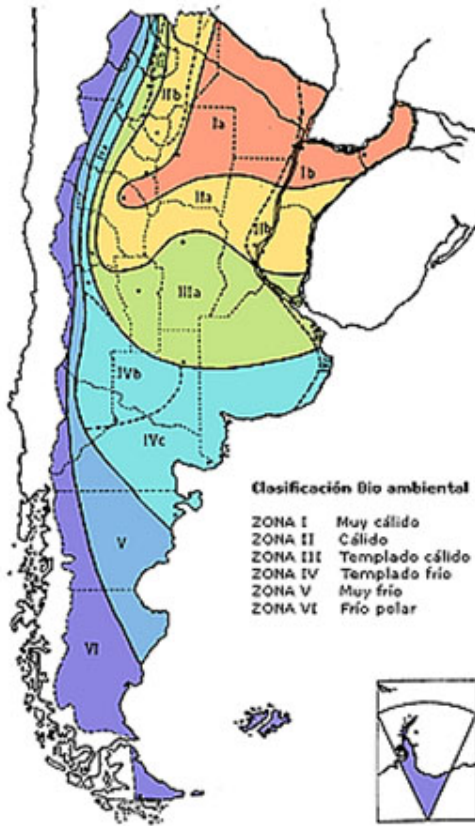 IIb
Ia
Ib
IIa
IIb
IIIa
IVb
IVc
V
VI
Clasificación Bio ambiental
ZONA I Muy cálido
ZONA II Cálido
ZONA III Templado cálido
ZONA IV Templado frío
ZONA V Muy frío
ZONA VI Frío polar